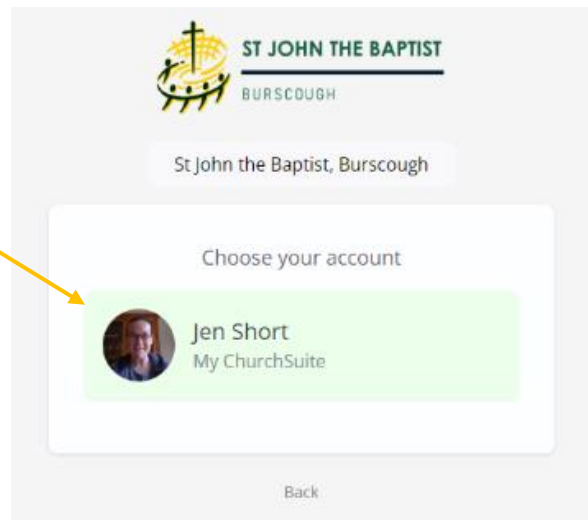 ST JOHN THE BAPTIST
BURSCOUGH
St John the Baptist, Burscough
Choose your account
Jen Short
My ChurchSuite
Back